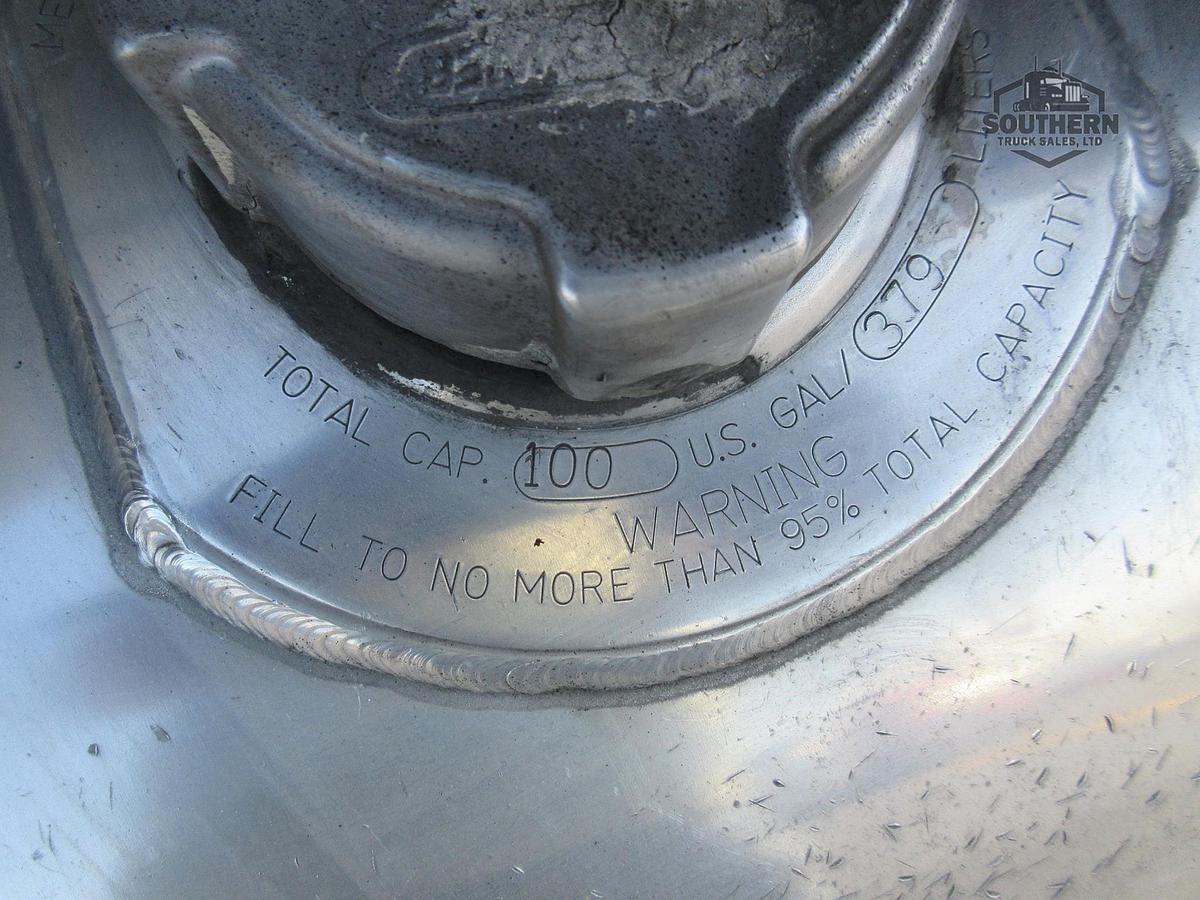 SOUTHERN
TRUCK SALES, LTD
TOTAL CAP. 100 U.S. GAL/ 379 LITERS
WARNING
FILL TO NO MORE THAN 95% TOTAL CAPACITY